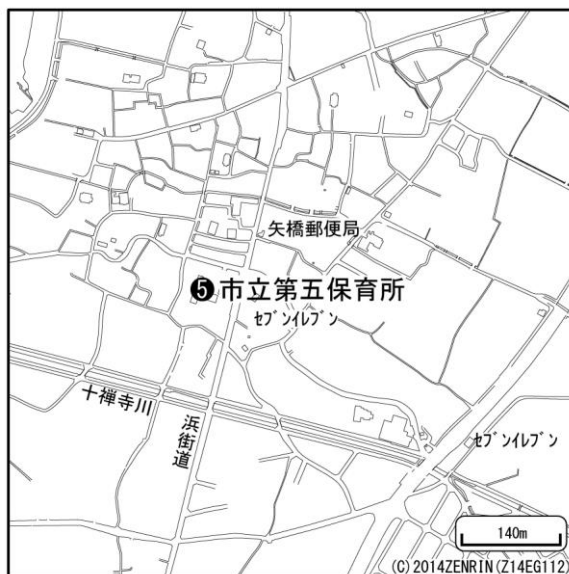 矢橋郵便局
❺市立第五保育所
ｾﾌﾞﾝｲﾚﾌﾞﾝ
十禅寺川
浜街道
ｾﾌﾞﾝｲﾚﾌﾞﾝ
140m
(C)2014ZENRIN(Z14EG112)